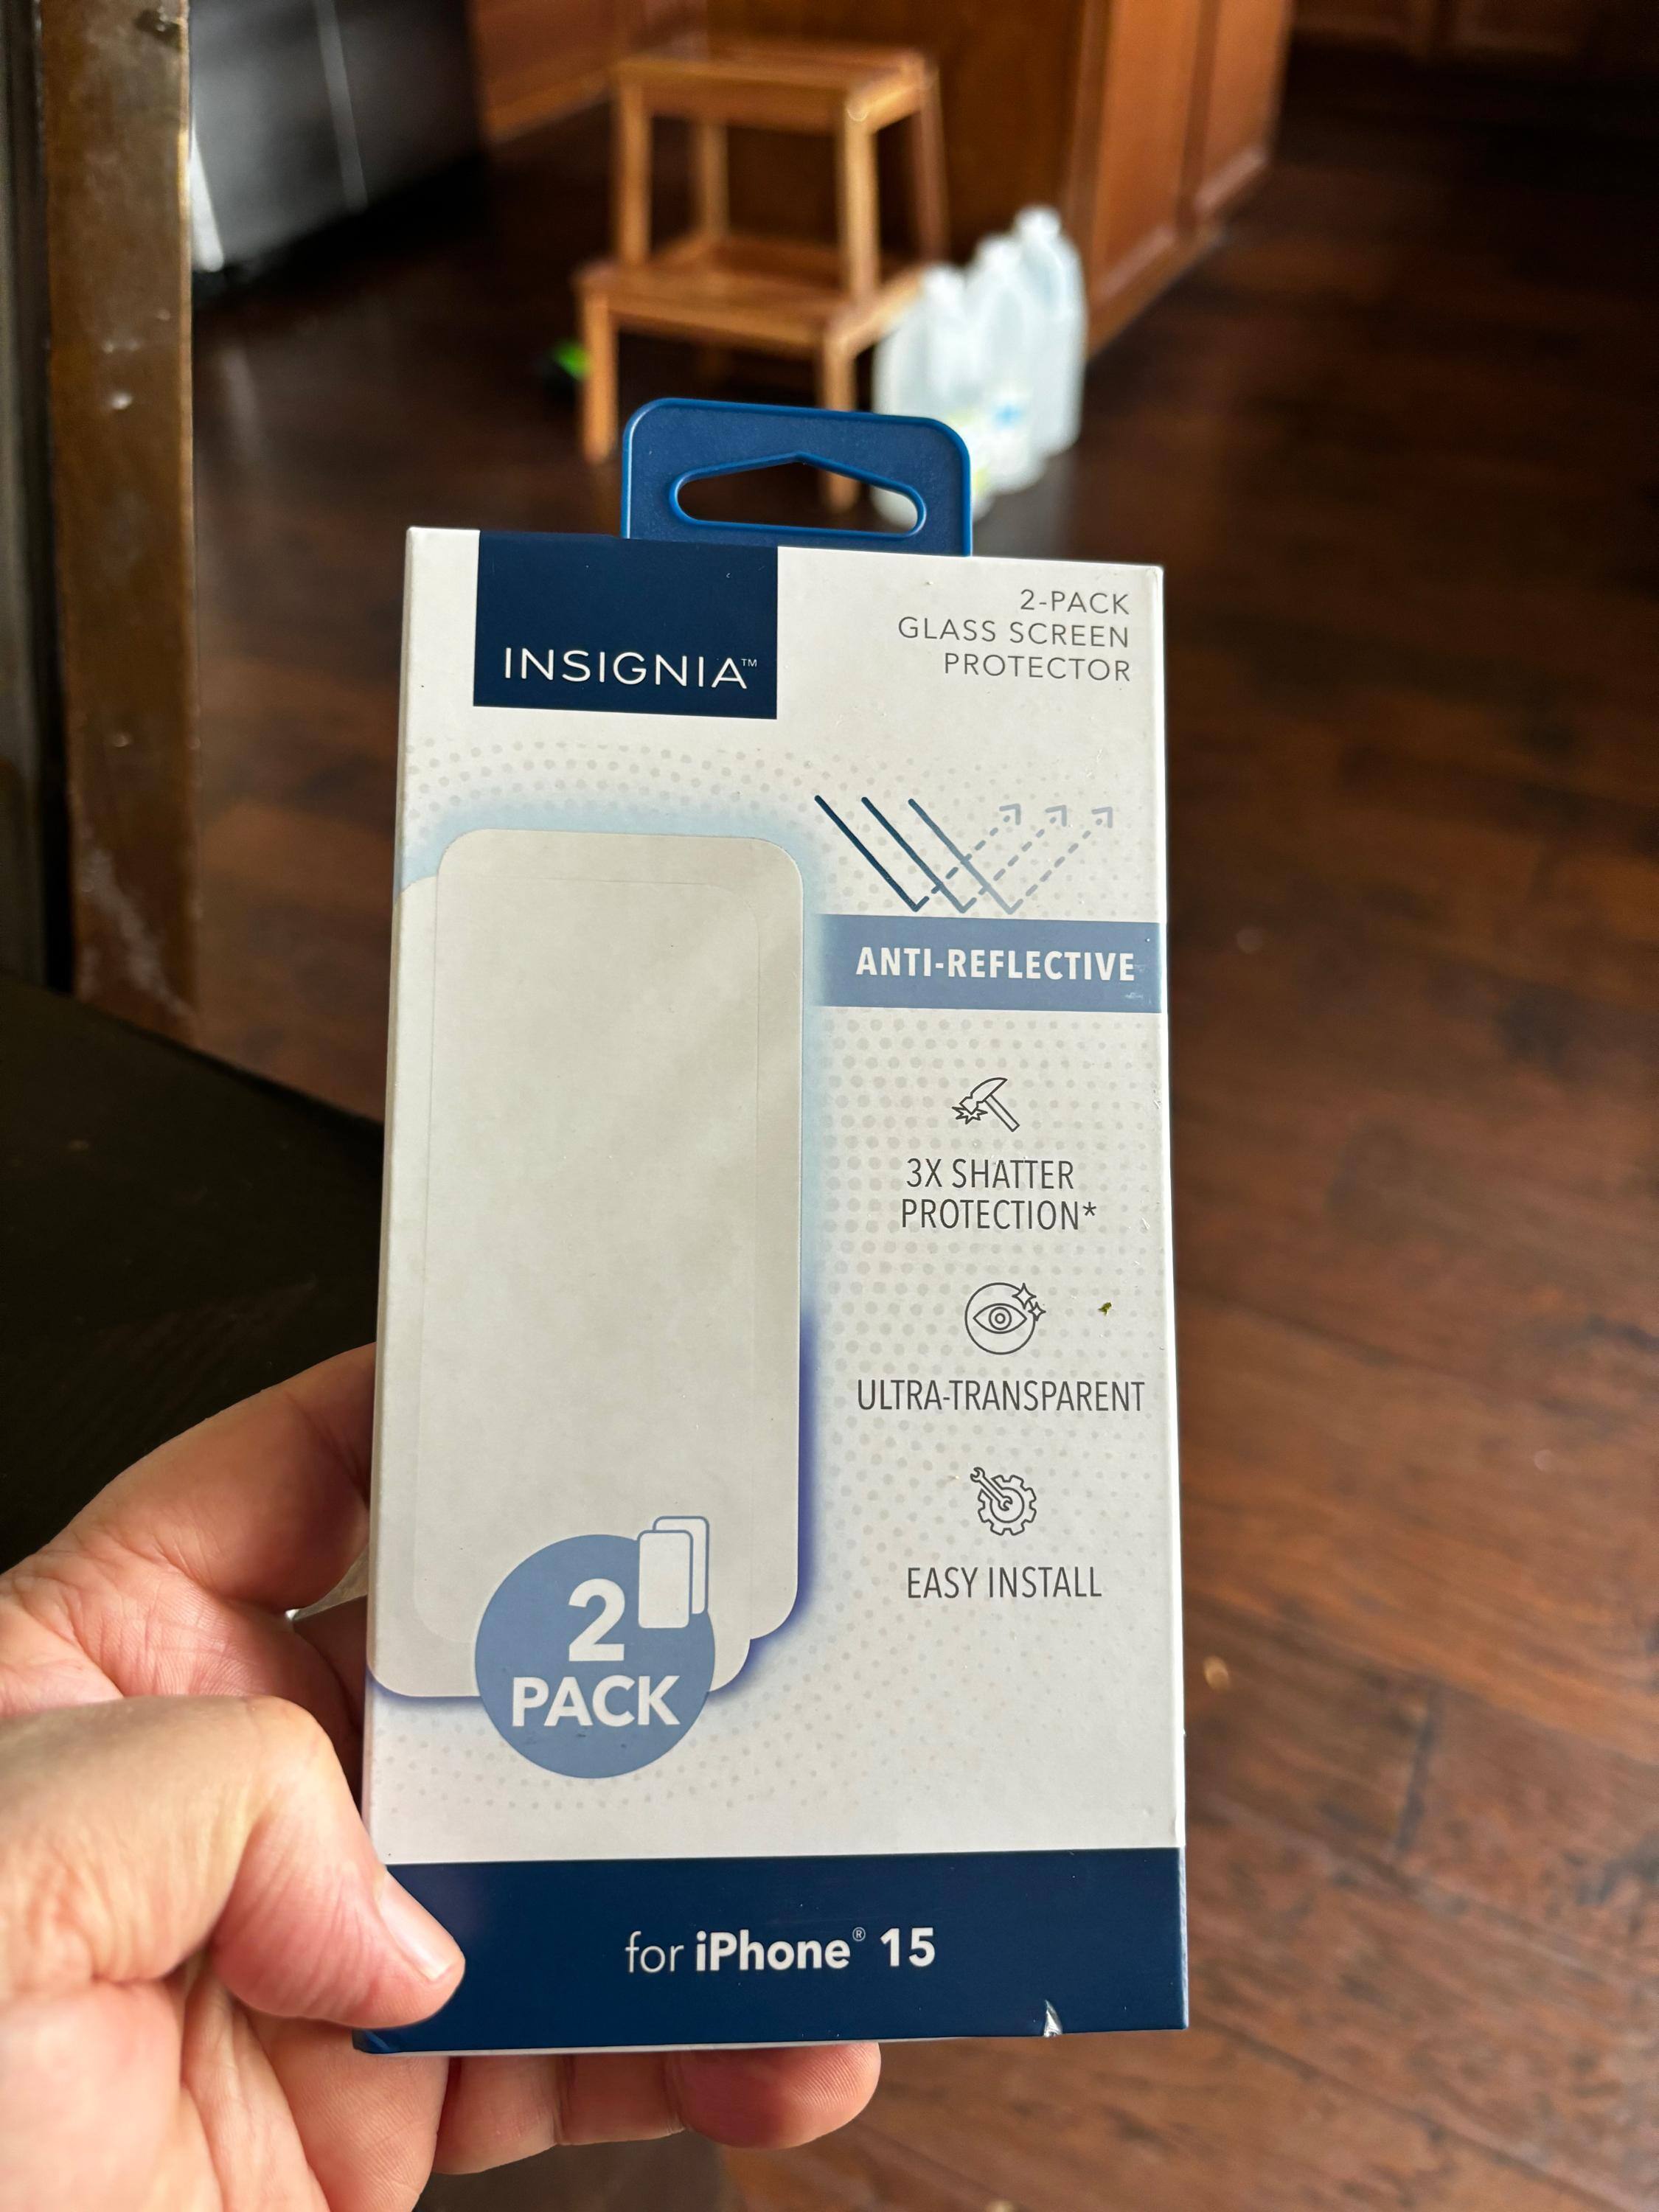 INSIGNIA™
2-PACK
GLASS SCREEN
PROTECTOR
ANTI-REFLECTIVE
3X SHATTER
PROTECTION*
ULTRA-TRANSPARENT
EASY INSTALL
2
PACK
for iPhone® 15